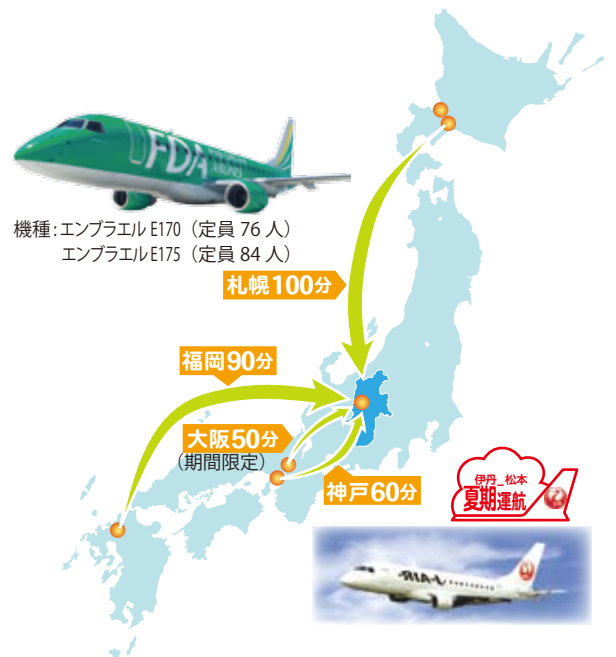 FDA
機種:エンブラエル E170(定員 76 人)
エンブラエル E175(定員 84 人)
札幌100分
福岡90分
大阪50分
(期間限定)
神戸60分
伊丹_松本
夏期運航